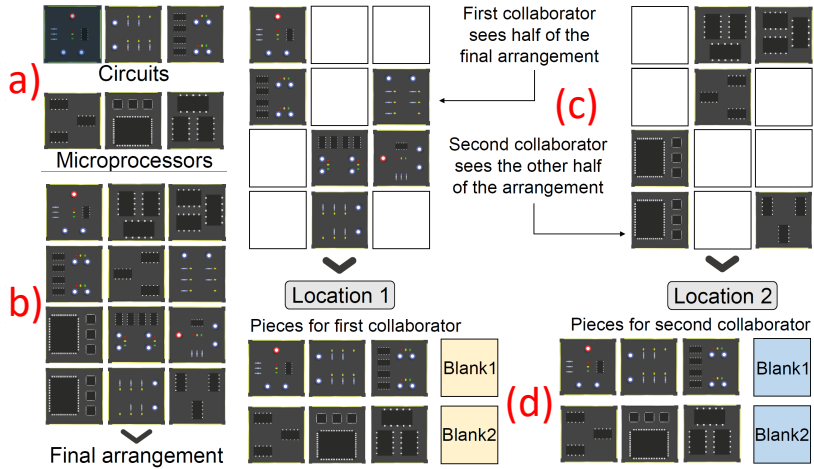 a)
Circuits
Microprocessors
b)
Final arrangement
First collaborator
sees half of the
final arrangement
(c)
Second collaborator
sees the other half
of the arrangement
Location 1
Pieces for first collaborator
Blank1
Blank2
(d)
Location 2
Pieces for second collaborator
Blank1
Blank2